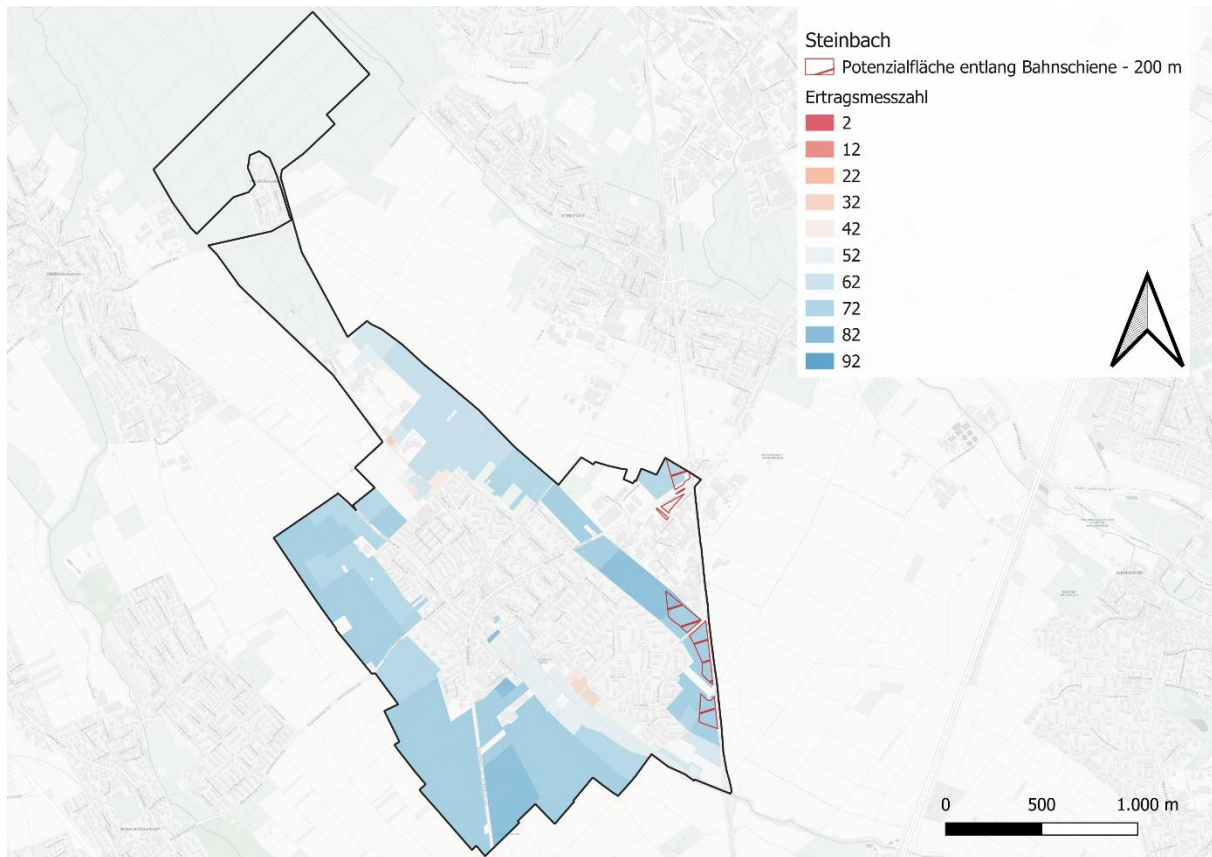 Steinbach
Potenzialfläche entlang Bahnschiene - 200 m
Ertragsmesszahl
2
12
22
32
42
52
62
72
82
92
0 500 1.000 m